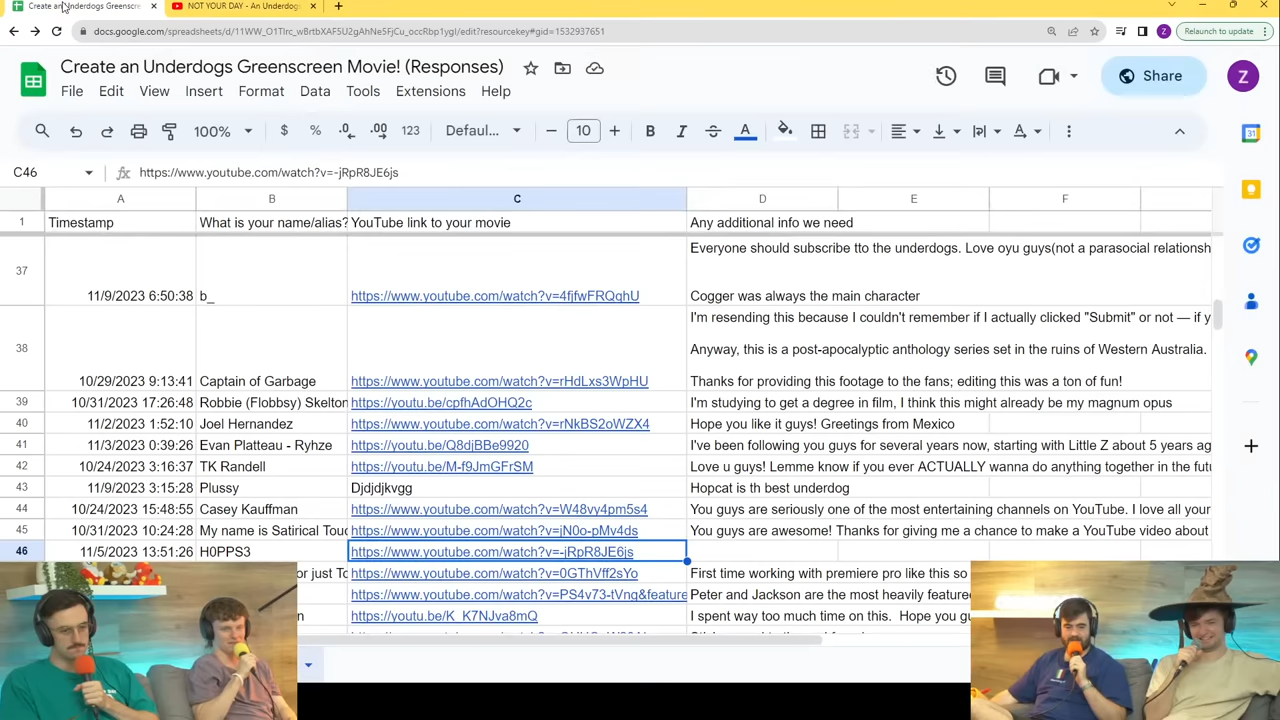 Create an Underdogs Greenscre
NOT YOUR DAY - An Underdog
docs.google.com/spreadsheets/d/11WW_O1TIrc_wBrtbXAF5U2gAhNe5FjCu_occRbp1ygI/edit?resourcekey#gid=1532937651
Z
Relaunch to update
Create an Underdogs Greenscreen Movie! (Responses)
Share
Z
File Edit View Insert Format Data Tools Extensions Help
100% $ % .0 .00 123 Defaul... 10 B I A
C46 fx https://www.youtube.com/watch?v=-jRpR8JE6js
A B C D E F
1 Timestamp What is your name/alias? YouTube link to your movie Any additional info we need
Everyone should subscribe tto the underdogs. Love oyu guys(not a parasocial relationsh
37 11/9/2023 6:50:38 b_ https://www.youtube.com/watch?v=4fjfwFRQghU Cogger was always the main character
I'm resending this because I couldn't remember if I actually clicked "Submit" or not — if y
38 Anyway, this is a post-apocalyptic anthology series set in the ruins of Western Australia.
10/29/2023 9:13:41 Captain of Garbage https://www.youtube.com/watch?v=rHdLxs3WpHU Thanks for providing this footage to the fans; editing this was a ton of fun!
39 10/31/2023 17:26:48 Robbie (Flobbsy) Skelton https://youtu.be/cpfhAdOHQ2c I'm studying to get a degree in film, I think this might already be my magnum opus
40 11/2/2023 1:52:10 Joel Hernandez https://www.youtube.com/watch?v=rNkBS2oWZX4 Hope you like it guys! Greetings from Mexico
41 11/3/2023 0:39:26 Evan Platteau - Ryhze https://youtu.be/Q8djBBe9920 I've been following you guys for several years now, starting with Little Z about 5 years ag
42 10/24/2023 3:16:37 TK Randell https://youtu.be/M-f9JmGFrSM Love u guys! Lemme know if you ever ACTUALLY wanna do anything together in the futu
43 11/9/2023 3:15:28 Plussy Djdjdjkvgg Hopcat is th best underdog
44 10/24/2023 15:48:55 Casey Kauffman https://www.youtube.com/watch?v=W48vy4pm5s4 You guys are seriously one of the most entertaining channels on YouTube. I love all your
45 10/31/2023 10:24:28 My name is Satirical Touc https://www.youtube.com/watch?v=jN0o-pMv4ds You guys are awesome! Thanks for giving me a chance to make a YouTube video about
46 11/5/2023 13:51:26 H0PPS3 https://www.youtube.com/watch?v=-jRpR8JE6js
or just To https://www.youtube.com/watch?v=0GThVff2sYo First time working with premiere pro like this so
https://www.youtube.com/watch?v=PS4v73-tVng&feature Peter and Jackson are the most heavily feature
n https://youtu.be/K_K7NJva8mQ I spent way too much time on this. Hope you gu